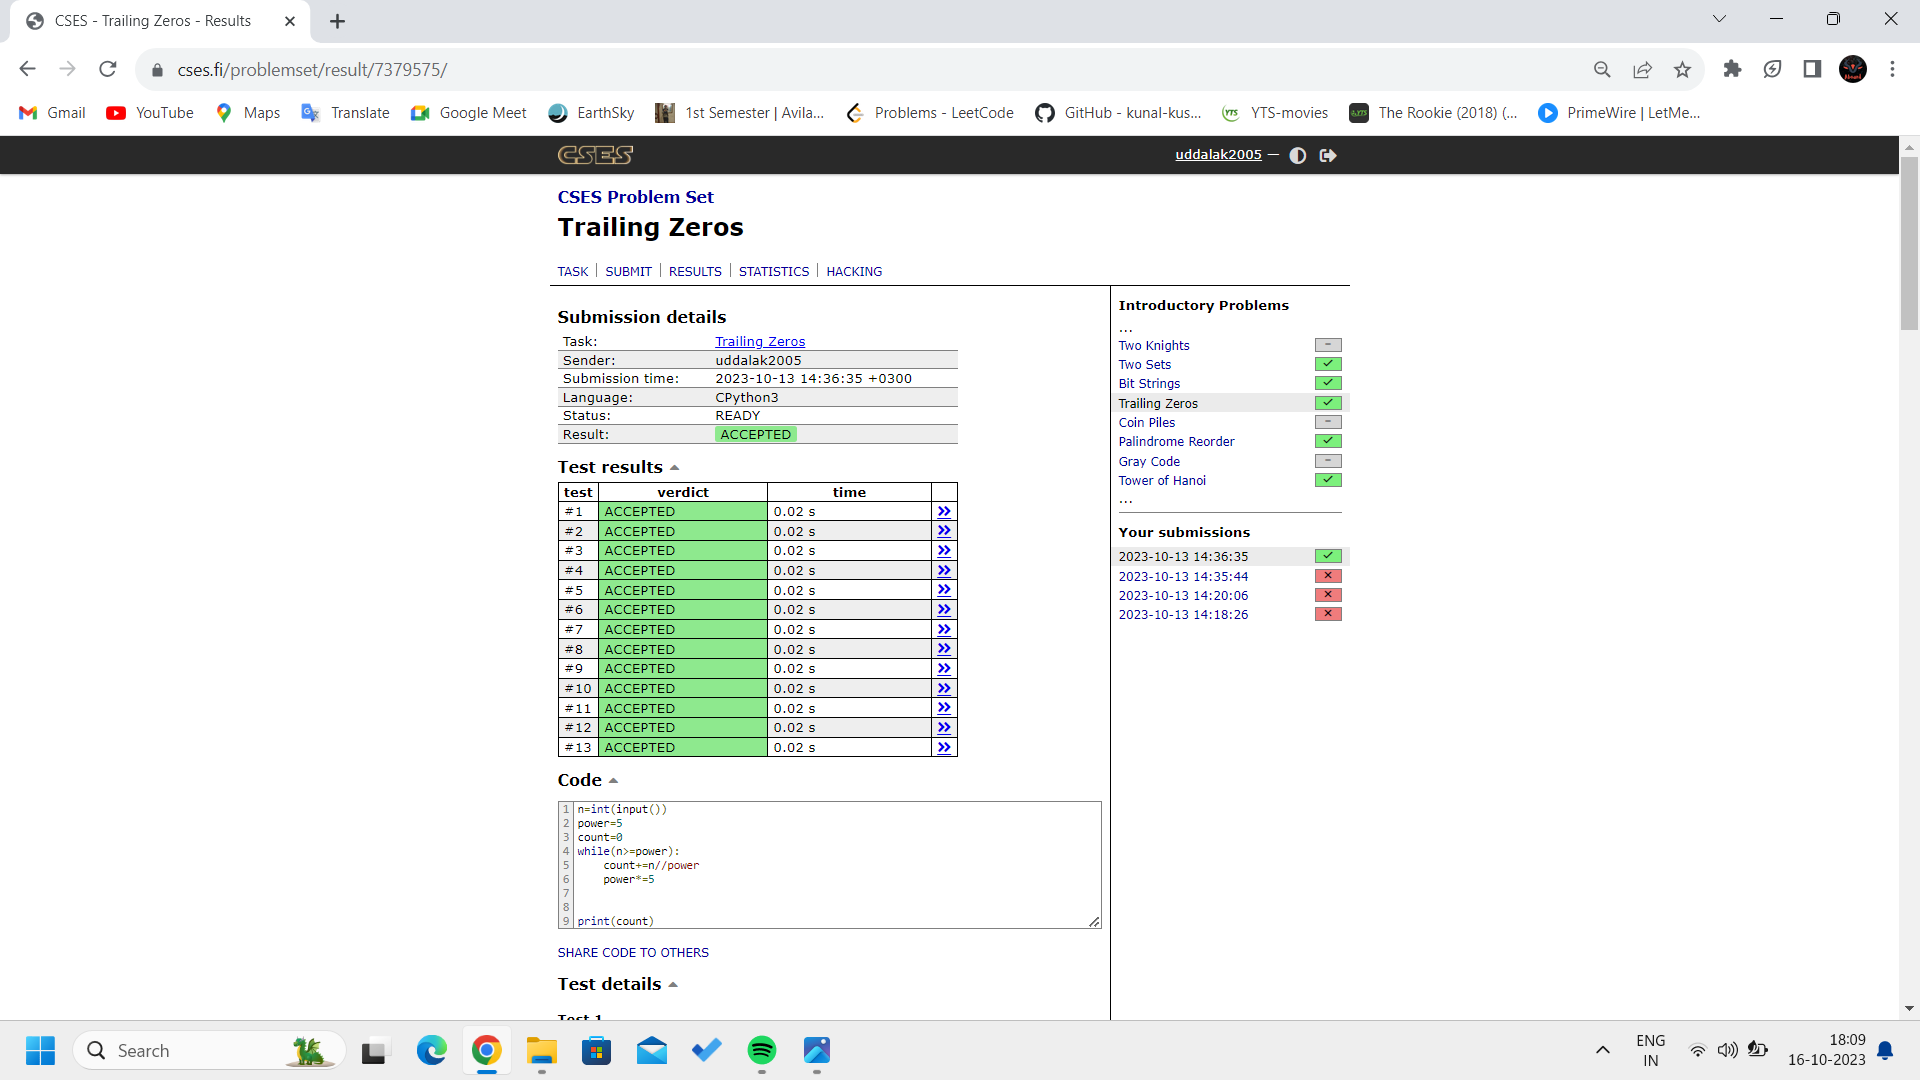 CSES - Trailing Zeros - Results
cses.fi/problemset/result/7379575/
Gmail YouTube Maps Translate Google Meet EarthSky 1st Semester | Avila... Problems - LeetCode GitHub - kunal-kus... YTS-movies The Rookie (2018) (... PrimeWire | LetMe...
CSES uddalak2005 —
CSES Problem Set
Trailing Zeros
TASK | SUBMIT | RESULTS | STATISTICS | HACKING
Submission details
Task: Trailing Zeros
Sender: uddalak2005
Submission time: 2023-10-13 14:36:35 +0300
Language: CPython3
Status: READY
Result: ACCEPTED
Test results
test verdict time
#1 ACCEPTED 0.02 s »
#2 ACCEPTED 0.02 s »
#3 ACCEPTED 0.02 s »
#4 ACCEPTED 0.02 s »
#5 ACCEPTED 0.02 s »
#6 ACCEPTED 0.02 s »
#7 ACCEPTED 0.02 s »
#8 ACCEPTED 0.02 s »
#9 ACCEPTED 0.02 s »
#10 ACCEPTED 0.02 s »
#11 ACCEPTED 0.02 s »
#12 ACCEPTED 0.02 s »
#13 ACCEPTED 0.02 s »
Code
1 n=int(input())
2 power=5
3 count=0
4 while(n>=power):
5     count+=n//power
6     power*=5
7
8
9 print(count)
SHARE CODE TO OTHERS
Test details
Test 1
Introductory Problems
...
Two Knights –
Two Sets ✓
Bit Strings ✓
Trailing Zeros ✓
Coin Piles –
Palindrome Reorder ✓
Gray Code –
Tower of Hanoi ✓
...
Your submissions
2023-10-13 14:36:35 ✓
2023-10-13 14:35:44 ×
2023-10-13 14:20:06 ×
2023-10-13 14:18:26 ×
Search
ENG
IN
18:09
16-10-2023